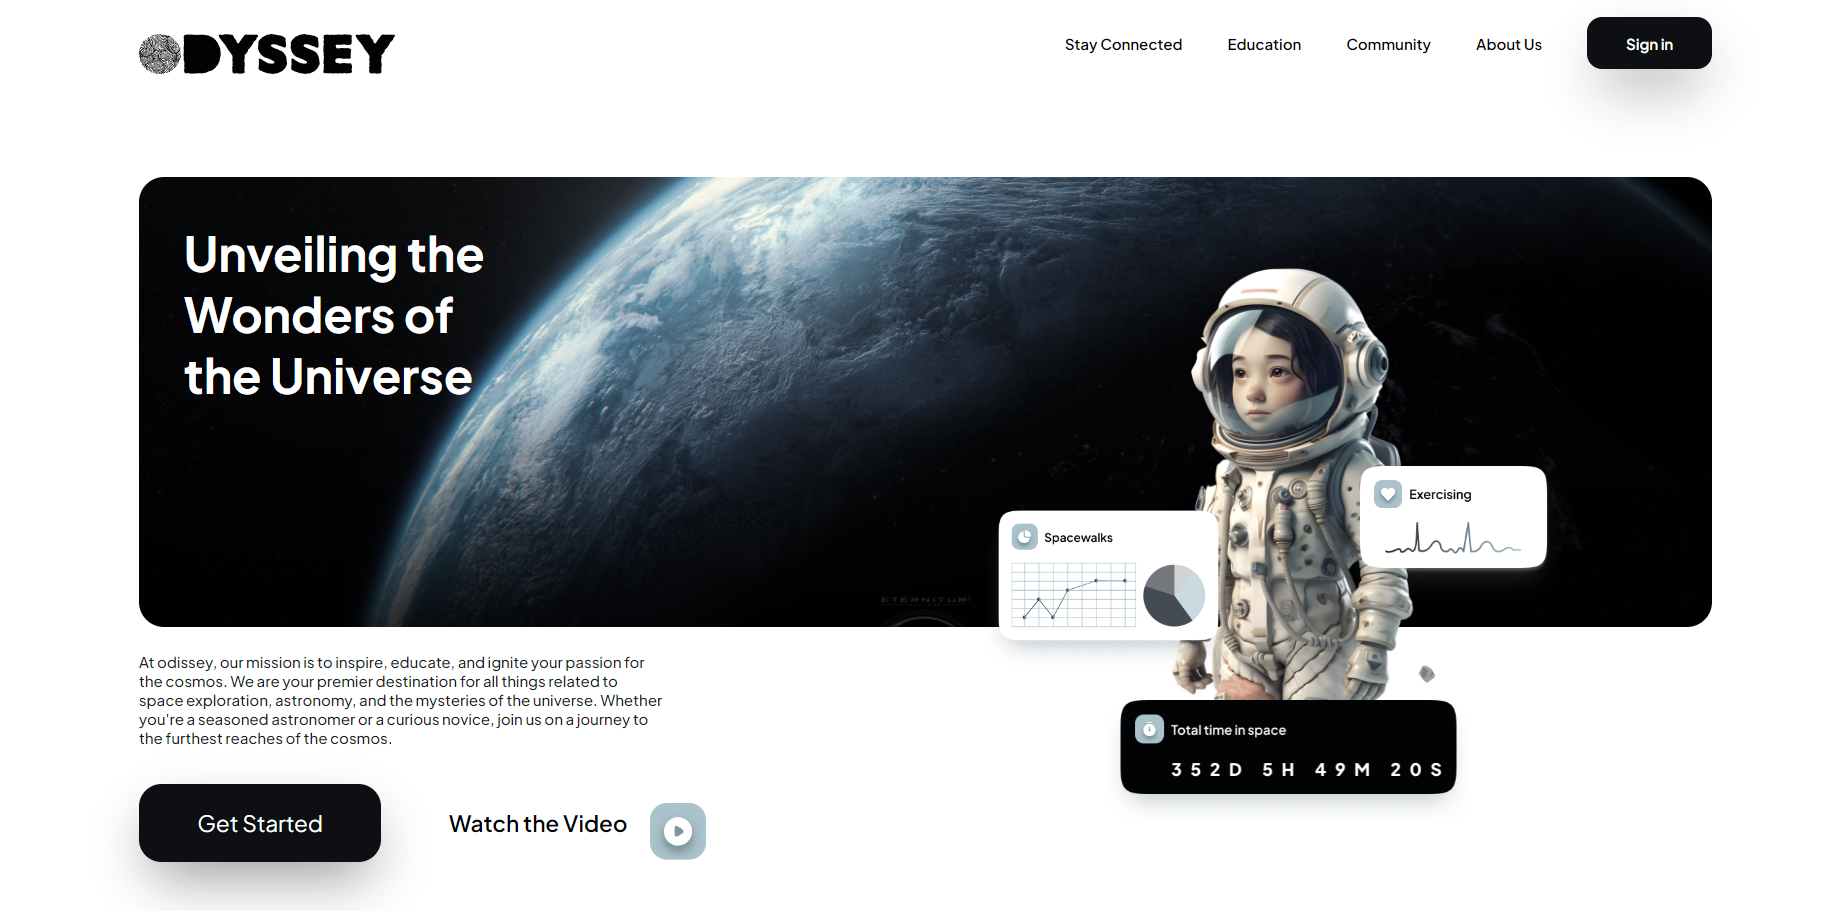 ODYSSEY
Stay Connected
Education
Community
About Us
Sign in
Unveiling the
Wonders of
the Universe
Exercising
Spacewalks
ETERNITUM
At odissey, our mission is to inspire, educate, and ignite your passion for
the cosmos. We are your premier destination for all things related to
space exploration, astronomy, and the mysteries of the universe. Whether
you're a seasoned astronomer or a curious novice, join us on a journey to
the furthest reaches of the cosmos.
Total time in space
352D 5H 49M 20S
Get Started
Watch the Video